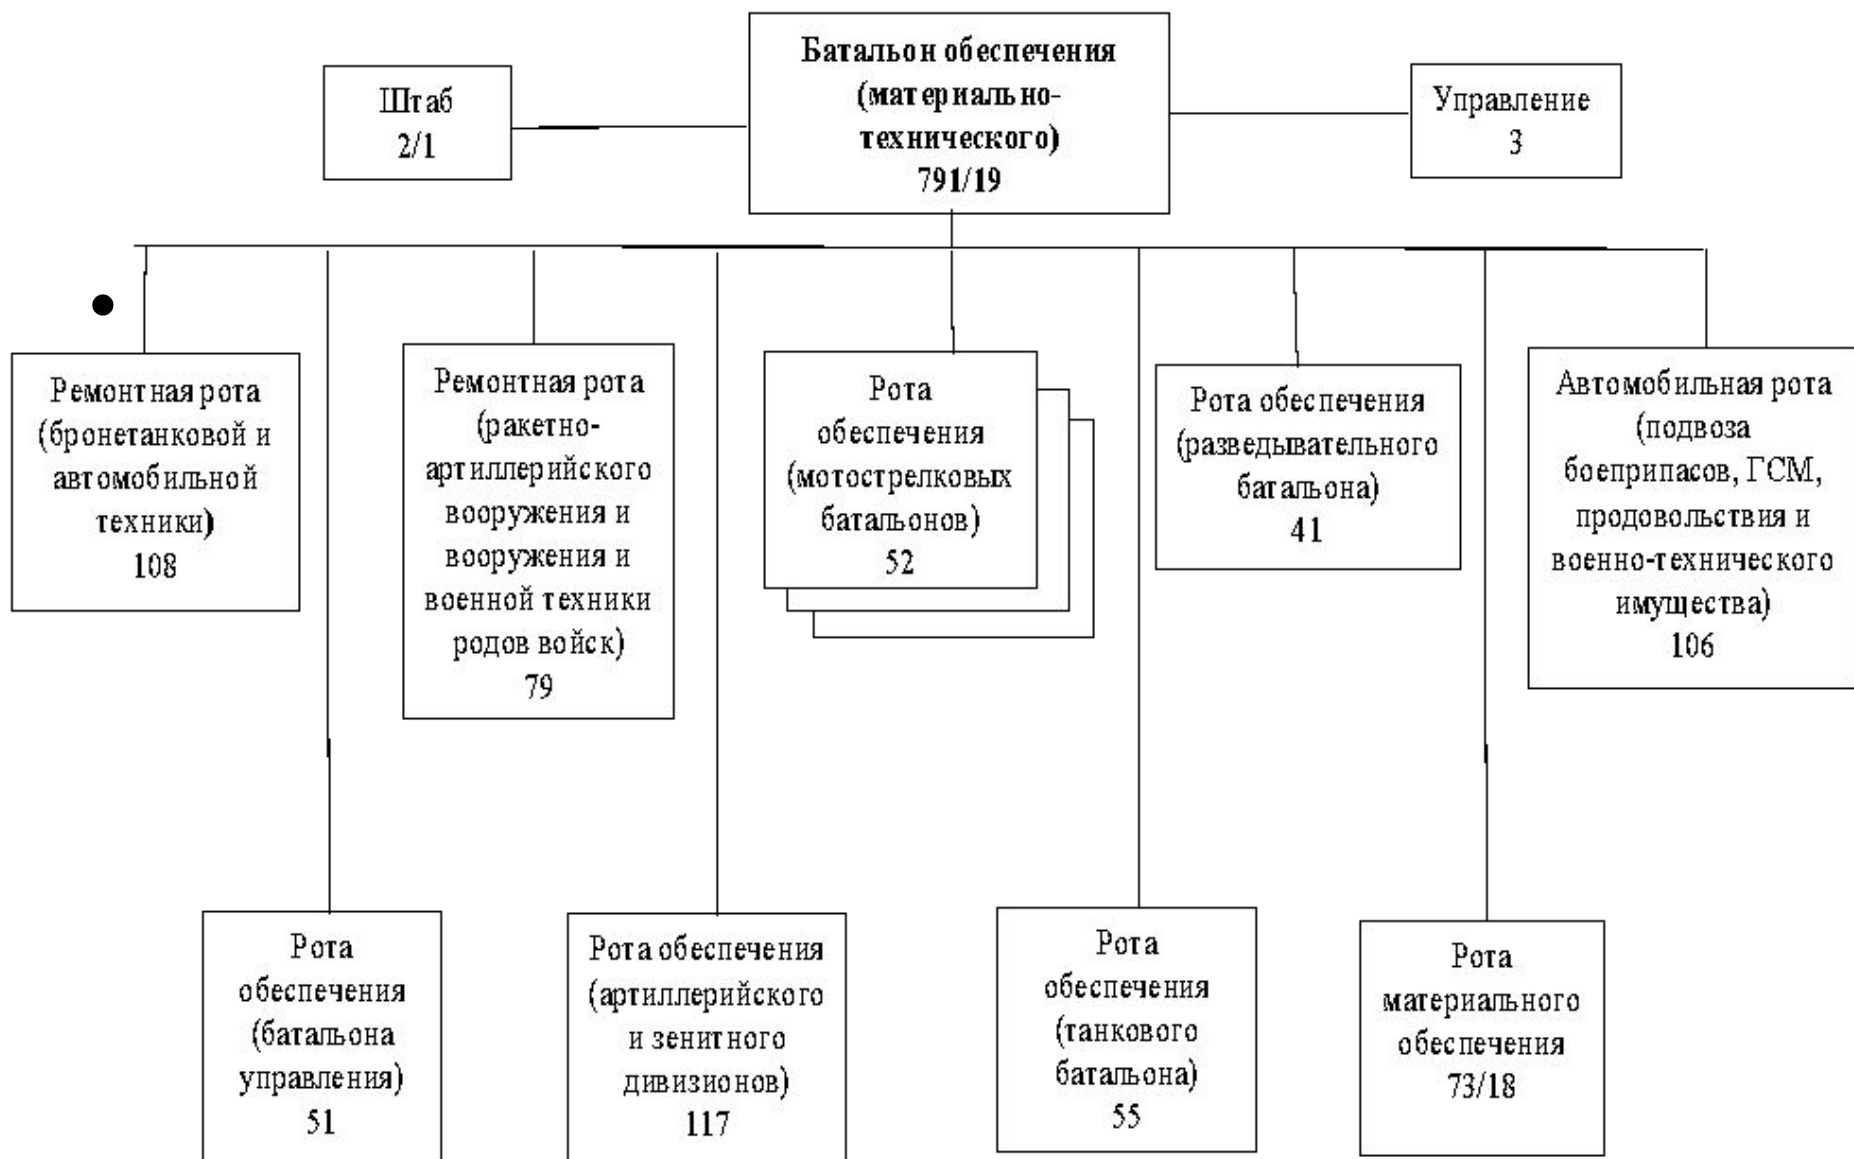 Батальон обеспечения
(материально-
технического)
791/19
Штаб
2/1
Управление
3
Ремонтная рота
(бронетанковой и
автомобильной
техники)
108
Ремонтная рота
(ракетно-
артиллерийского
вооружения и
вооружения и
военной техники
родов войск)
79
Рота
обеспечения
(мотострелковых
батальонов)
52
Рота обеспечения
(разведывательного
батальона)
41
Автомобильная рота
(подвоза
боеприпасов, ГСМ,
продовольствия и
военно-технического
имущества)
106
Рота
обеспечения
(батальона
управления)
51
Рота обеспечения
(артиллерийского
и зенитного
дивизионов)
117
Рота
обеспечения
(танкового
батальона)
55
Рота
материального
обеспечения
73/18